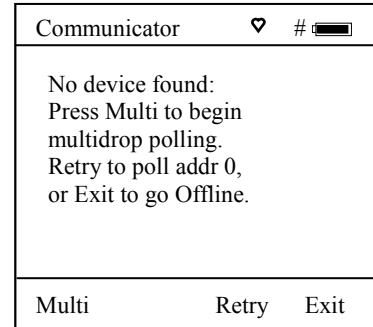 Communicator ♡ #
No device found:
Press Multi to begin
multidrop polling.
Retry to poll addr 0,
or Exit to go Offline.
Multi Retry Exit